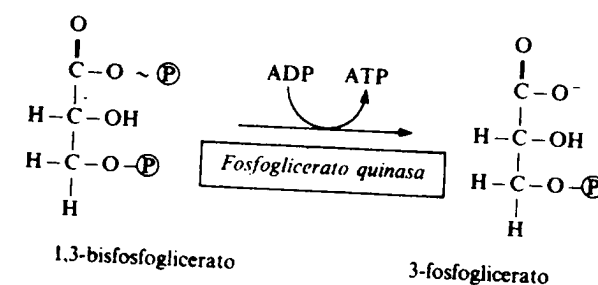 O
C–O ~ Ⓟ
H–C–OH
H–C–O–Ⓟ
H
1,3-bisfosfoglicerato
ADP ATP
Fosfoglicerato quinasa
O
C–O⁻
H–C–OH
H–C–O–Ⓟ
H
3-fosfoglicerato